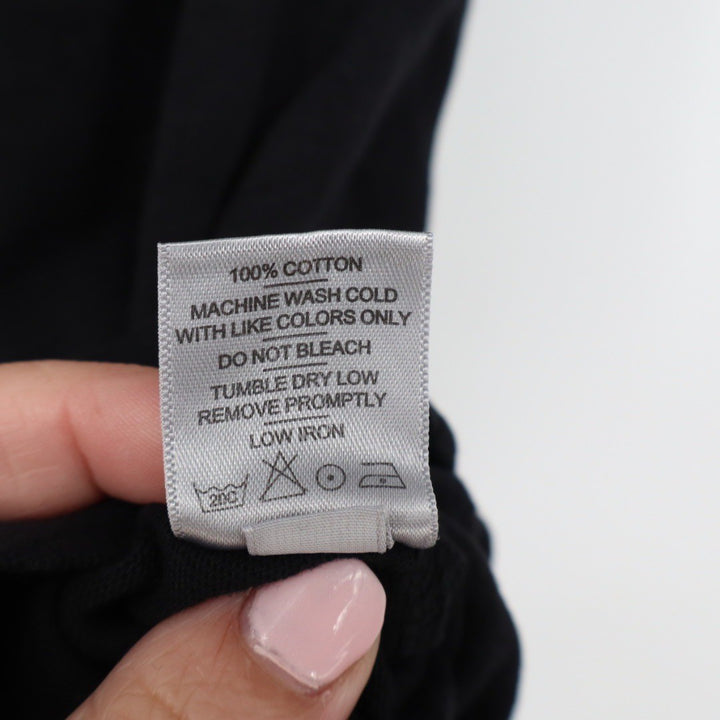 100% COTTON
MACHINE WASH COLD
WITH LIKE COLORS ONLY
DO NOT BLEACH
TUMBLE DRY LOW
REMOVE PROMPTLY
LOW IRON
20C